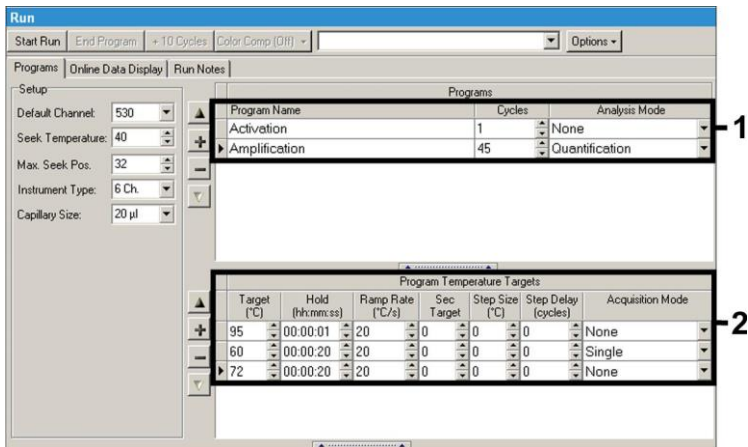 Run
Start Run End Program + 10 Cycles Color Comp (Off) Options
Programs Online Data Display Run Notes
Setup
Default Channel: 530
Seek Temperature: 40
Max. Seek Pos. 32
Instrument Type: 6 Ch.
Capillary Size: 20 µl
Programs
Program Name Cycles Analysis Mode
Activation 1 None
Amplification 45 Quantification
1
Program Temperature Targets
Target (°C) Hold (hh:mm:ss) Ramp Rate (°C/s) Sec Target Step Size (°C) Step Delay (cycles) Acquisition Mode
95 00:00:01 20 0 0 0 None
60 00:00:20 20 0 0 0 Single
72 00:00:20 20 0 0 0 None
2